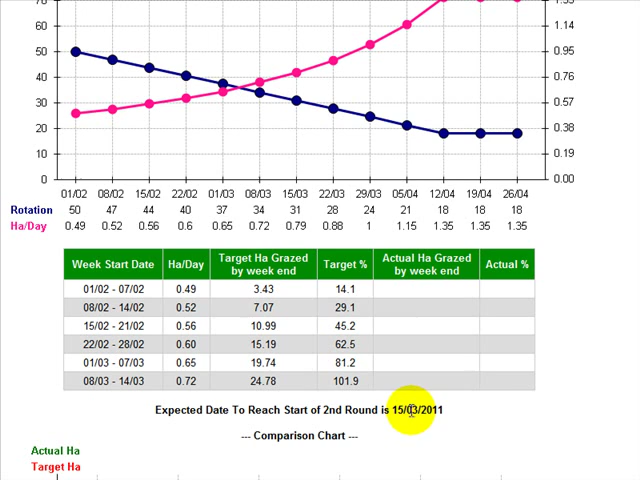 1.33
70 1.14
60 0.95
50 0.76
40 0.57
30 0.38
20 0.19
10 0.00
0
01/02 08/02 15/02 22/02 01/03 08/03 15/03 22/03 29/03 05/04 12/04 19/04 26/04
Rotation 50 47 44 40 37 34 31 28 24 21 18 18 18
Ha/Day 0.49 0.52 0.56 0.6 0.65 0.72 0.79 0.88 1 1.15 1.35 1.35 1.35
Week Start Date Ha/Day Target Ha Grazed by week end Target % Actual Ha Grazed by week end Actual %
01/02 - 07/02 0.49 3.43 14.1
08/02 - 14/02 0.52 7.07 29.1
15/02 - 21/02 0.56 10.99 45.2
22/02 - 28/02 0.60 15.19 62.5
01/03 - 07/03 0.65 19.74 81.2
08/03 - 14/03 0.72 24.78 101.9
Expected Date To Reach Start of 2nd Round is 15/03/2011
--- Comparison Chart ---
Actual Ha
Target Ha